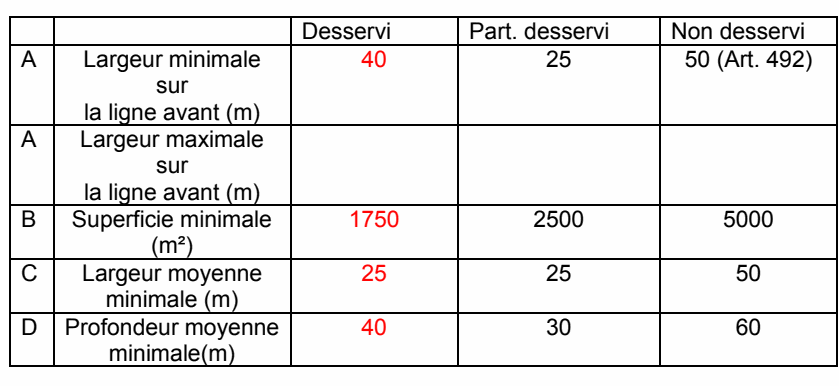 Desservi Part. desservi Non desservi
A Largeur minimale 40 25 50 (Art. 492)
sur
la ligne avant (m)
A Largeur maximale
sur
la ligne avant (m)
B Superficie minimale 1750 2500 5000
(m²)
C Largeur moyenne 25 25 50
minimale (m)
D Profondeur moyenne 40 30 60
minimale(m)